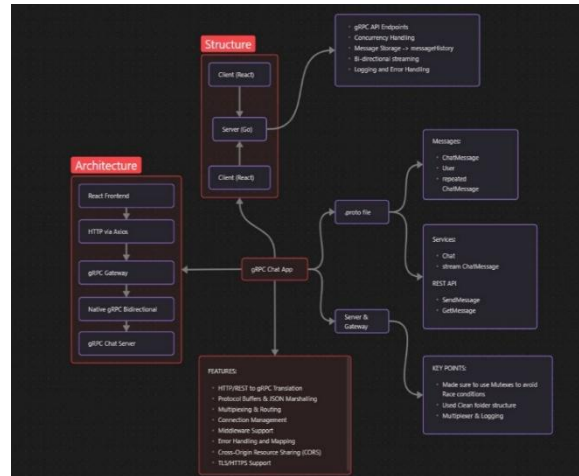 Structure
Client (React)
Server (Go)
Client (React)
gRPC API Endpoints
Concurrency Handling
Message Storage -> messageHistory
Bi-directional streaming
Logging and Error Handling
Architecture
React Frontend
HTTP via Axios
gRPC Gateway
Native gRPC Bidirectional
gRPC Chat Server
gRPC Chat App
.proto file
Messages:
ChatMessage
User
repeated
ChatMessage
Services:
Chat
stream ChatMessage
REST API
SendMessage
GetMessage
Server &
Gateway
KEY POINTS:
Made sure to use Mutexes to avoid
Race conditions
Used Clean folder structure
Multiplexer & Logging
FEATURES:
HTTP/REST to gRPC Translation
Protocol Buffers & JSON Marshalling
Multiplexing & Routing
Connection Management
Middleware Support
Error Handling and Mapping
Cross-Origin Resource Sharing (CORS)
TLS/HTTPS Support